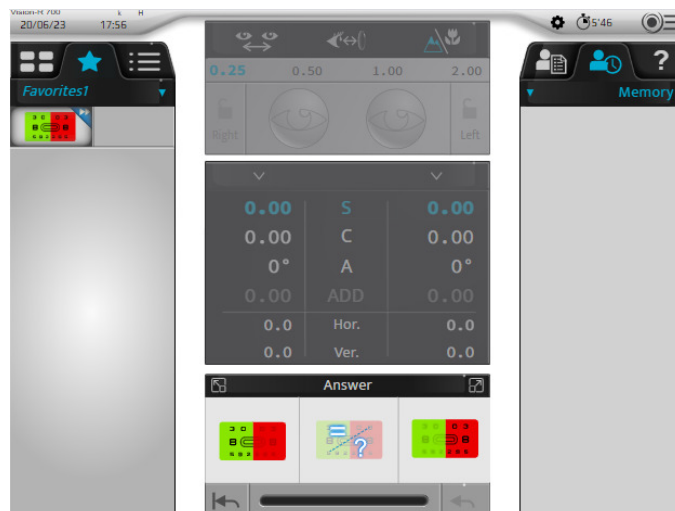 Vision-R 700
20/06/23 17:56
5'46
Favorites1
Memory
?
0.25 0.50 1.00 2.00
Right Left
0.00 S 0.00
0.00 C 0.00
0° A 0°
0.00 ADD 0.00
0.0 Hor. 0.0
0.0 Ver. 0.0
Answer
?